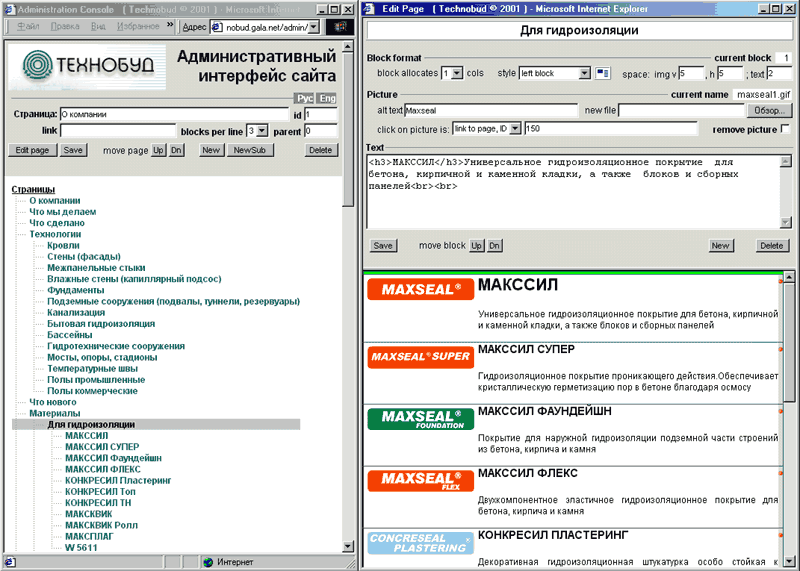 Administration Console ( Technobud © 2001 ) - Microsoft Inter
Файл Правка Вид Избранное » Адрес nobud.gala.net/admin/
ТЕХНОБУД
Административный
интерфейс сайта
Рус Eng
Страница: О компании id 1
link blocks per line 3 parent 0
Edit page Save move page Up Dn New NewSub Delete
Страницы
О компании
Что мы делаем
Что сделано
Технологии
Кровли
Стены (фасады)
Межпанельные стыки
Влажные стены (капиллярный подсос)
Фундаменты
Подземные сооружения (подвалы, туннели, резервуары)
Канализация
Бытовая гидроизоляция
Бассейны
Гидротехнические сооружения
Мосты, опоры, стадионы
Температурные швы
Полы промышленные
Полы коммерческие
Что нового
Материалы
Для гидроизоляции
МАКССИЛ
МАКССИЛ СУПЕР
МАКССИЛ Фаундейшн
МАКССИЛ ФЛЕКС
КОНКРЕСИЛ Пластеринг
КОНКРЕСИЛ Топ
КОНКРЕСИЛ ТН
МАКСКВИК
МАКСКВИК Ролл
МАКСПЛАГ
W 5611
Интернет
Edit Page ( Technobud © 2001 ) - Microsoft Internet Explorer
Для гидроизоляции
Block format current block 1
block allocates 1 cols style left block space: img v 5 , h 5 ; text 2
Picture current name maxseal1.gif
alt text Maxseal new file Обзор...
click on picture is: link to page, ID 150 remove picture
Text
<h3>МАКССИЛ</h3>Универсальное гидроизоляционное покрытие для
бетона, кирпичной и каменной кладки, а также блоков и сборных
панелей<br><br>
Save move block Up Dn New Delete
MAXSEAL®
МАКССИЛ
Универсальное гидроизоляционное покрытие для бетона, кирпичной
и каменной кладки, а также блоков и сборных панелей
MAXSEAL® SUPER
МАКССИЛ СУПЕР
Гидроизоляционное покрытие проникающего действия.Обеспечивает
кристаллическую герметизацию пор в бетоне благодаря осмосу
MAXSEAL®
FOUNDATION
МАКССИЛ ФАУНДЕЙШН
Покрытие для наружной гидроизоляции подземной части строений
из бетона, кирпича и камня
MAXSEAL®
FLEX
МАКССИЛ ФЛЕКС
Двухкомпонентное эластичное гидроизоляционное покрытие для
бетона, кирпича и камня
CONCRESEAL
PLASTERING®
КОНКРЕСИЛ ПЛАСТЕРИНГ
Декоративная гидроизоляционная штукатурка особо стойкая к